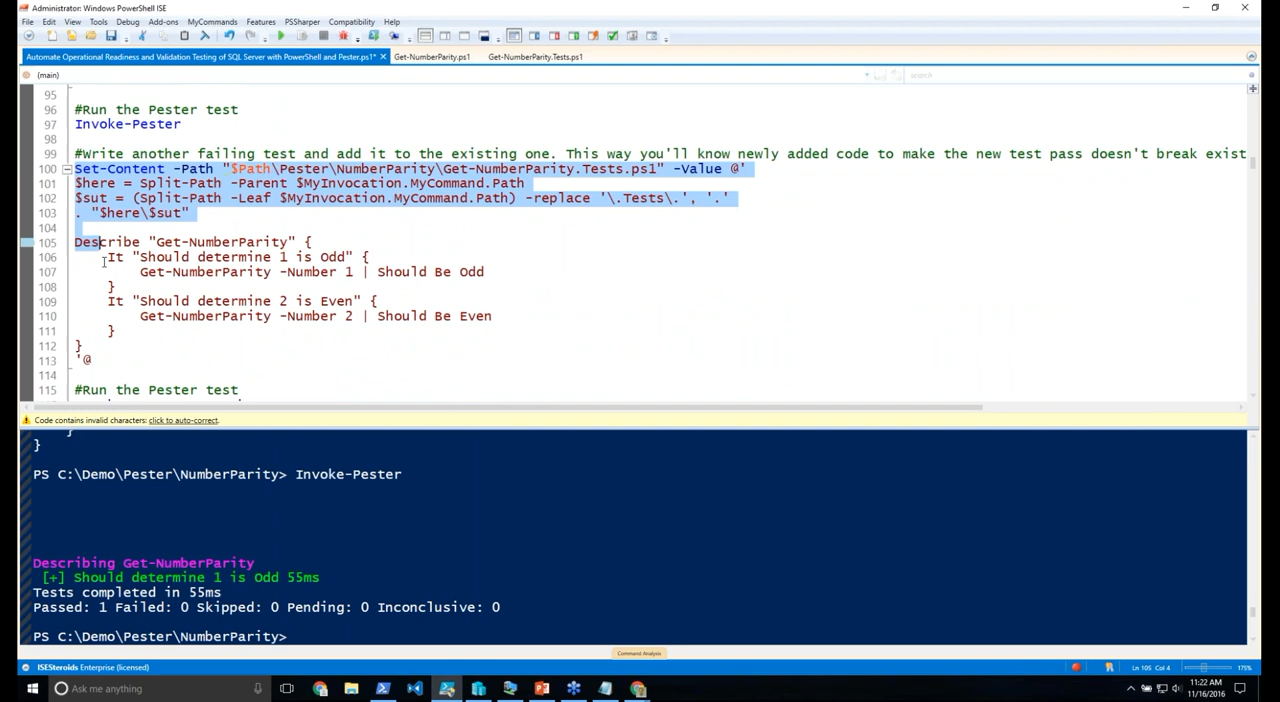 Administrator: Windows PowerShell ISE
File Edit View Tools Debug Add-ons MyCommands Features PSSharper Compatibility Help
Automate Operational Readiness and Validation Testing of SQL Server with PowerShell and Pester.ps1* Get-NumberParity.ps1 Get-NumberParity.Tests.ps1
(main) search
95
96 #Run the Pester test
97 Invoke-Pester
98
99 #Write another failing test and add it to the existing one. This way you'll know newly added code to make the new test pass doesn't break exist
100 Set-Content -Path "$Path\Pester\NumberParity\Get-NumberParity.Tests.ps1" -Value @'
101 $here = Split-Path -Parent $MyInvocation.MyCommand.Path
102 $sut = (Split-Path -Leaf $MyInvocation.MyCommand.Path) -replace '\.Tests\.', '.'
103 . "$here\$sut"
104
105 Describe "Get-NumberParity" {
106 It "Should determine 1 is Odd" {
107 Get-NumberParity -Number 1 | Should Be Odd
108 }
109 It "Should determine 2 is Even" {
110 Get-NumberParity -Number 2 | Should Be Even
111 }
112 }
113 '@
114
115 #Run the Pester test
Code contains invalid characters: click to auto-correct.
}
}
PS C:\Demo\Pester\NumberParity> Invoke-Pester
Describing Get-NumberParity
[+] Should determine 1 is Odd 55ms
Tests completed in 55ms
Passed: 1 Failed: 0 Skipped: 0 Pending: 0 Inconclusive: 0
PS C:\Demo\Pester\NumberParity>
Command Analysis
ISESteroids Enterprise (licensed) Ln 105 Col 4 175%
Ask me anything 11:22 AM
11/16/2016